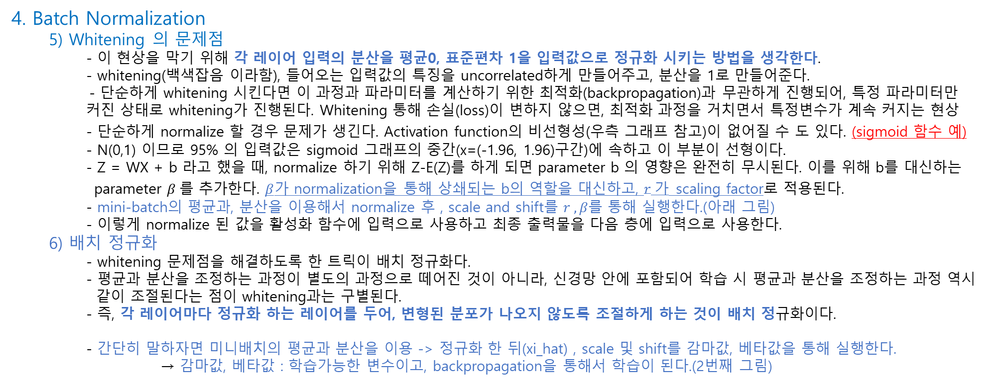 4. Batch Normalization
5) Whitening 의 문제점
- 이 현상을 막기 위해 각 레이어 입력의 분산을 평균0, 표준편차 1을 입력값으로 정규화 시키는 방법을 생각한다.
- whitening(백색잡음 이라함), 들어오는 입력값의 특징을 uncorrelated하게 만들어주고, 분산을 1로 만들어준다.
- 단순하게 whitening 시킨다면 이 과정과 파라미터를 계산하기 위한 최적화(backpropagation)과 무관하게 진행되어, 특정 파라미터만
커진 상태로 whitening가 진행된다. Whitening 통해 손실(loss)이 변하지 않으면, 최적화 과정을 거치면서 특정변수가 계속 커지는 현상
- 단순하게 normalize 할 경우 문제가 생긴다. Activation function의 비선형성(우측 그래프 참고)이 없어질 수 도 있다. (sigmoid 함수 예)
- N(0,1) 이므로 95% 의 입력값은 sigmoid 그래프의 중간(x=(-1.96, 1.96)구간)에 속하고 이 부분이 선형이다.
- Z = WX + b 라고 했을 때, normalize 하기 위해 Z-E(Z)를 하게 되면 parameter b 의 영향은 완전히 무시된다. 이를 위해 b를 대신하는
parameter β 를 추가한다. β가 normalization을 통해 상쇄되는 b의 역할을 대신하고, r 가 scaling factor로 적용된다.
- mini-batch의 평균과, 분산을 이용해서 normalize 후 , scale and shift를 r ,β를 통해 실행한다.(아래 그림)
- 이렇게 normalize 된 값을 활성화 함수에 입력으로 사용하고 최종 출력물을 다음 층에 입력으로 사용한다.
6) 배치 정규화
- whitening 문제점을 해결하도록 한 트릭이 배치 정규화다.
- 평균과 분산을 조정하는 과정이 별도의 과정으로 떼어진 것이 아니라, 신경망 안에 포함되어 학습 시 평균과 분산을 조정하는 과정 역시
같이 조절된다는 점이 whitening과는 구별된다.
- 즉, 각 레이어마다 정규화 하는 레이어를 두어, 변형된 분포가 나오지 않도록 조절하게 하는 것이 배치 정규화이다.
- 간단히 말하자면 미니배치의 평균과 분산을 이용 -> 정규화 한 뒤(xi_hat) , scale 및 shift를 감마값, 베타값을 통해 실행한다.
→ 감마값, 베타값 : 학습가능한 변수이고, backpropagation을 통해서 학습이 된다.(2번째 그림)